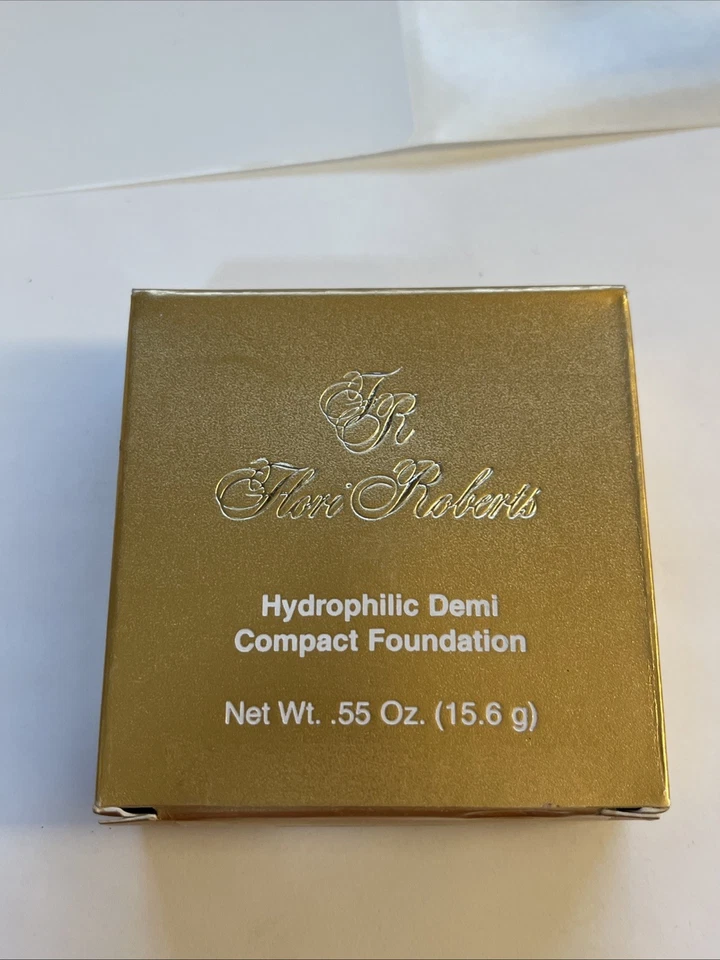 FR
Flori Roberts
Hydrophilic Demi
Compact Foundation
Net Wt. .55 Oz. (15.6 g)